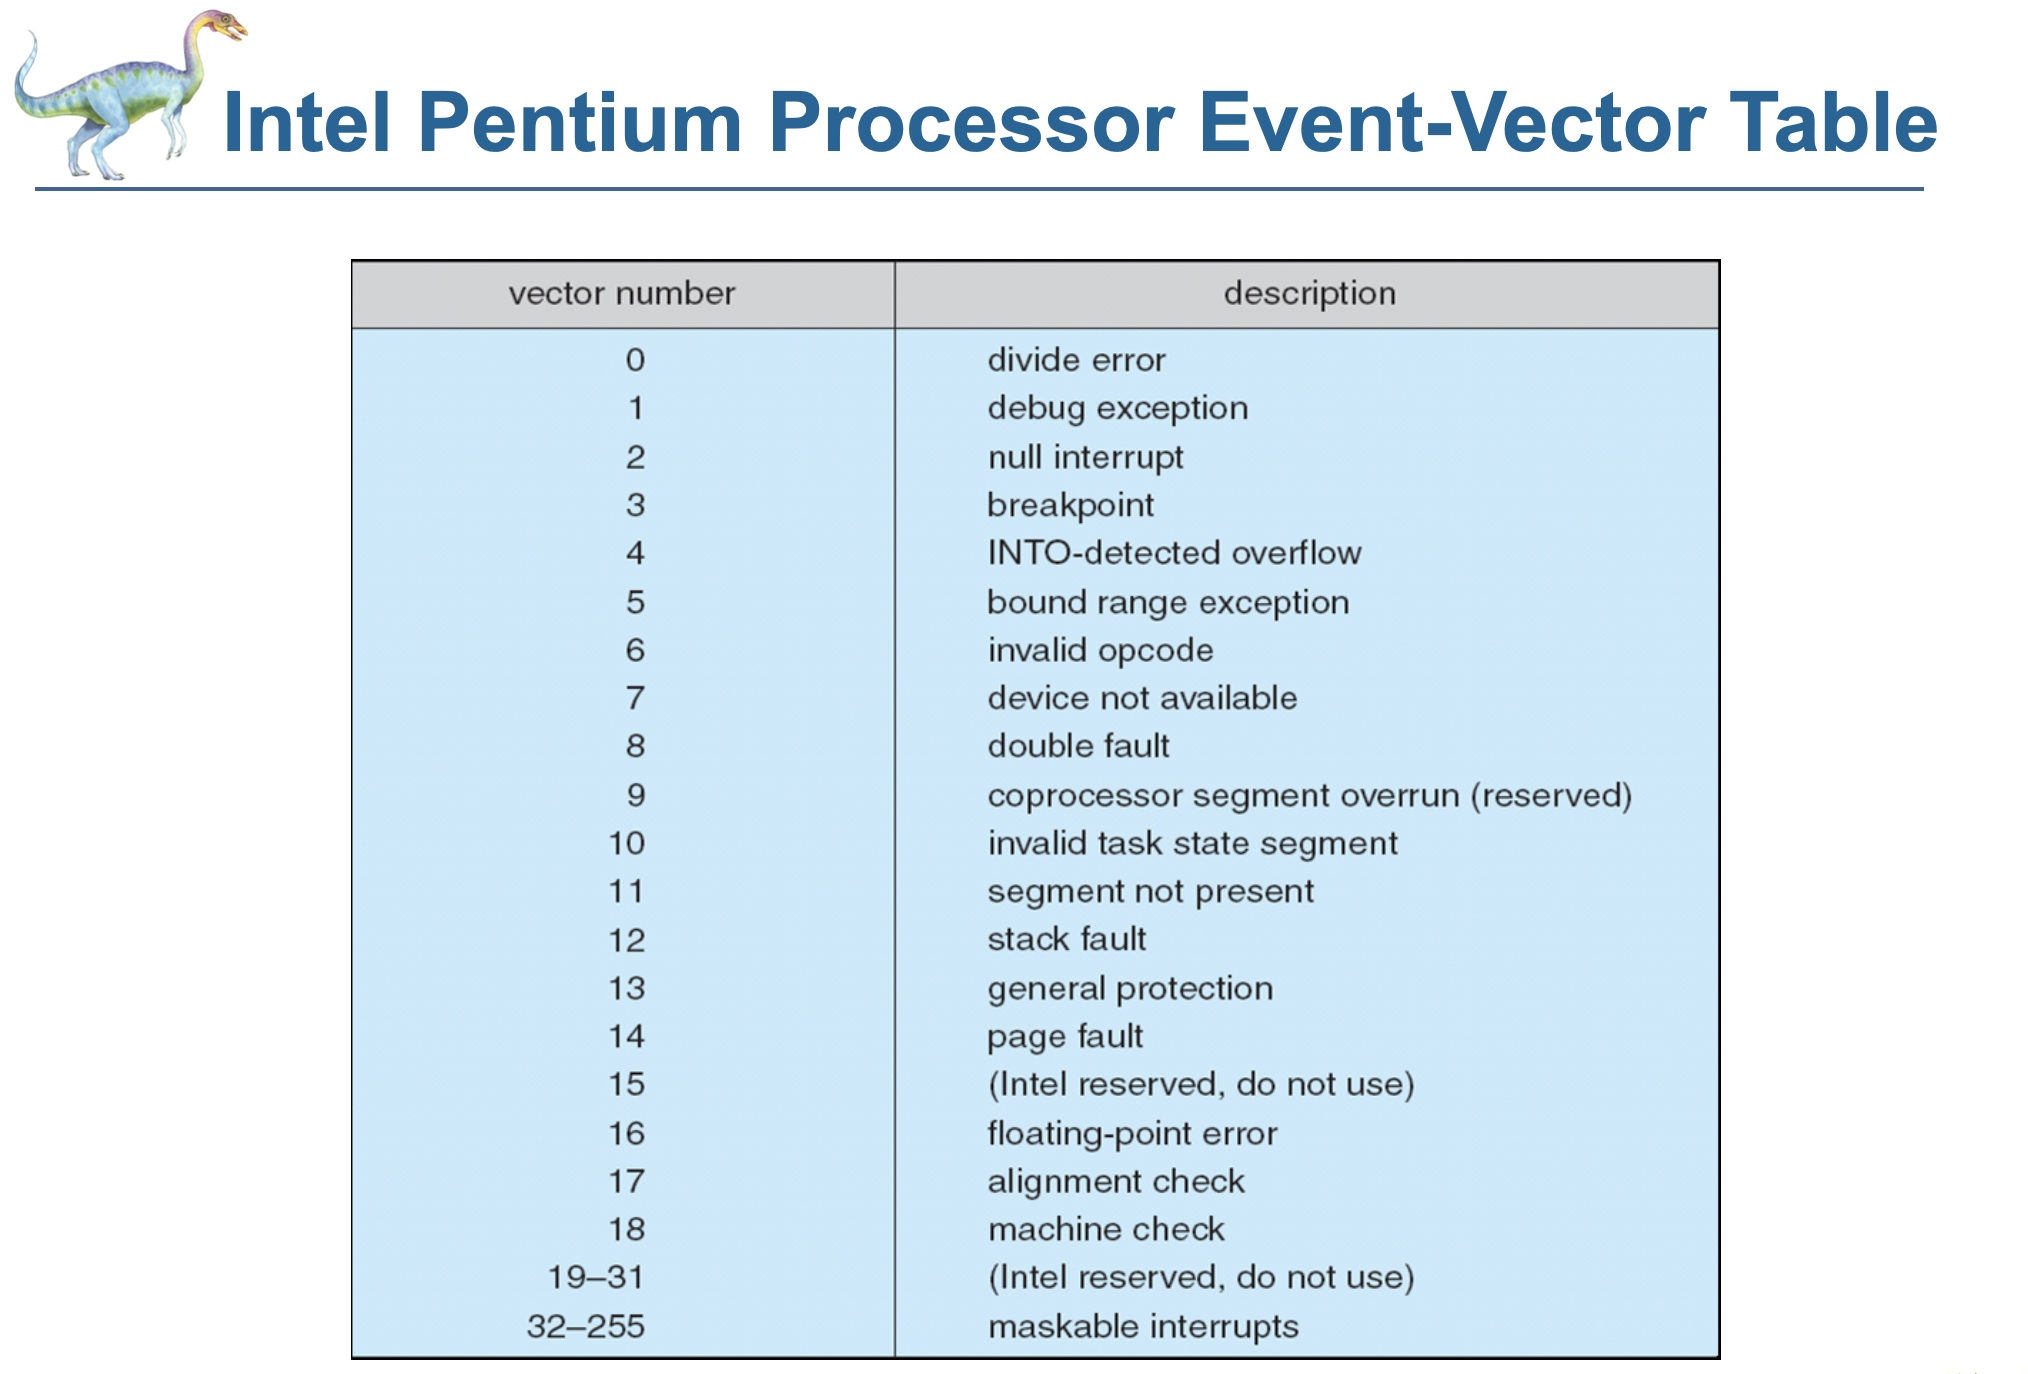 Intel Pentium Processor Event-Vector Table
vector number description
0 divide error
1 debug exception
2 null interrupt
3 breakpoint
4 INTO-detected overflow
5 bound range exception
6 invalid opcode
7 device not available
8 double fault
9 coprocessor segment overrun (reserved)
10 invalid task state segment
11 segment not present
12 stack fault
13 general protection
14 page fault
15 (Intel reserved, do not use)
16 floating-point error
17 alignment check
18 machine check
19–31 (Intel reserved, do not use)
32–255 maskable interrupts